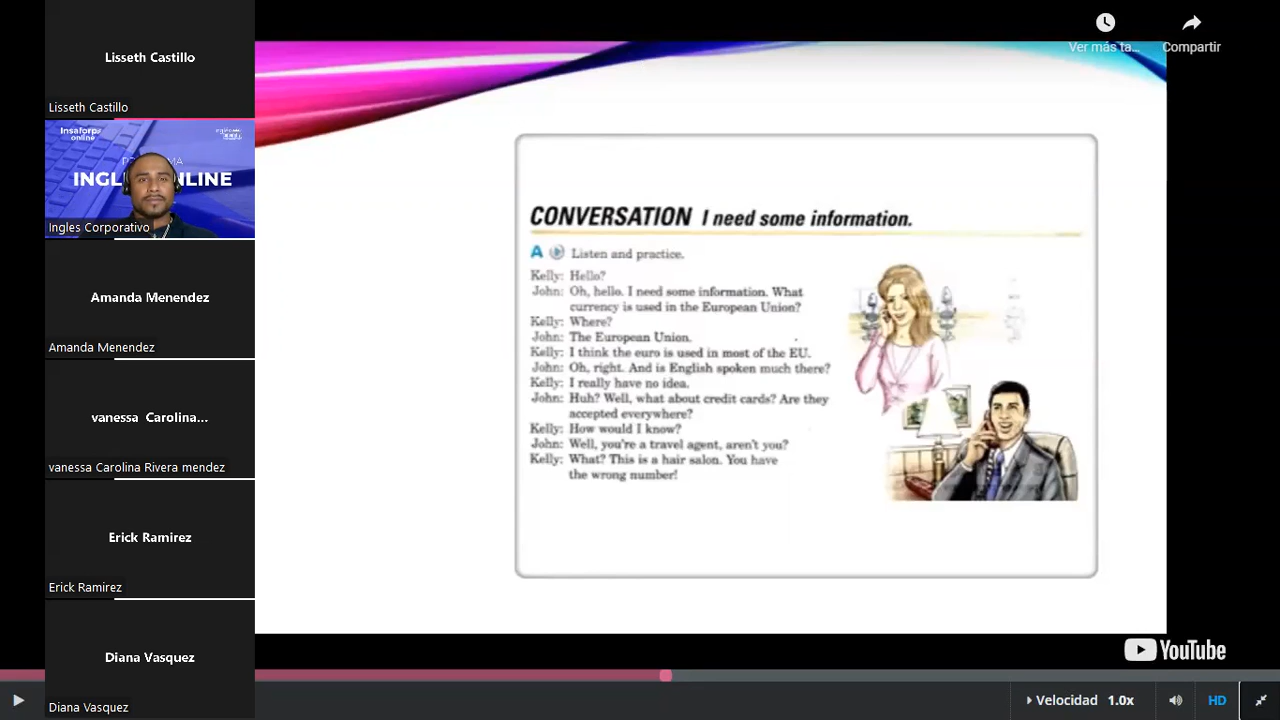 Lisseth Castillo
Lisseth Castillo
Insaforp
online
INGL NLINE
Ingles Corporativo
Amanda Menendez
Amanda Menendez
vanessa Carolina...
vanessa Carolina Rivera mendez
Erick Ramirez
Erick Ramirez
Diana Vasquez
Diana Vasquez
Ver más ta...
Compartir
CONVERSATION I need some information.
A Listen and practice.
Kelly: Hello?
John: Oh, hello. I need some information. What
currency is used in the European Union?
Kelly: Where?
John: The European Union.
Kelly: I think the euro is used in most of the EU.
John: Oh, right. And is English spoken much there?
Kelly: I really have no idea.
John: Huh? Well, what about credit cards? Are they
accepted everywhere?
Kelly: How would I know?
John: Well, you're a travel agent, aren't you?
Kelly: What? This is a hair salon. You have
the wrong number!
YouTube
Velocidad 1.0x
HD